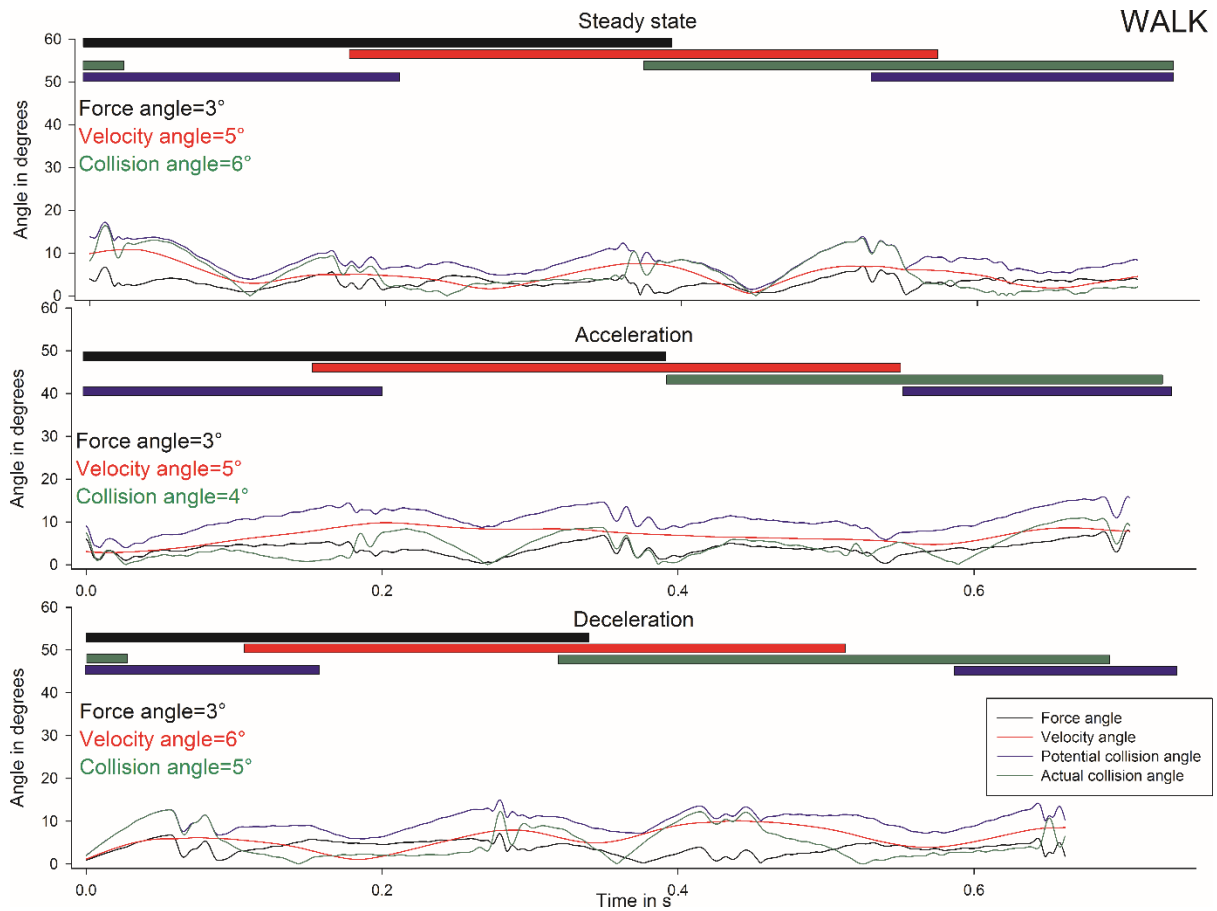 WALK
Steady state
60
50
40
30
20
10
0
Angle in degrees
Force angle=3°
Velocity angle=5°
Collision angle=6°
Acceleration
60
50
40
30
20
10
0
Angle in degrees
Force angle=3°
Velocity angle=5°
Collision angle=4°
0.0
0.2
0.4
0.6
Deceleration
60
50
40
30
20
10
0
Angle in degrees
Force angle=3°
Velocity angle=6°
Collision angle=5°
Force angle
Velocity angle
Potential collision angle
Actual collision angle
0.0
0.2
0.4
0.6
Time in s